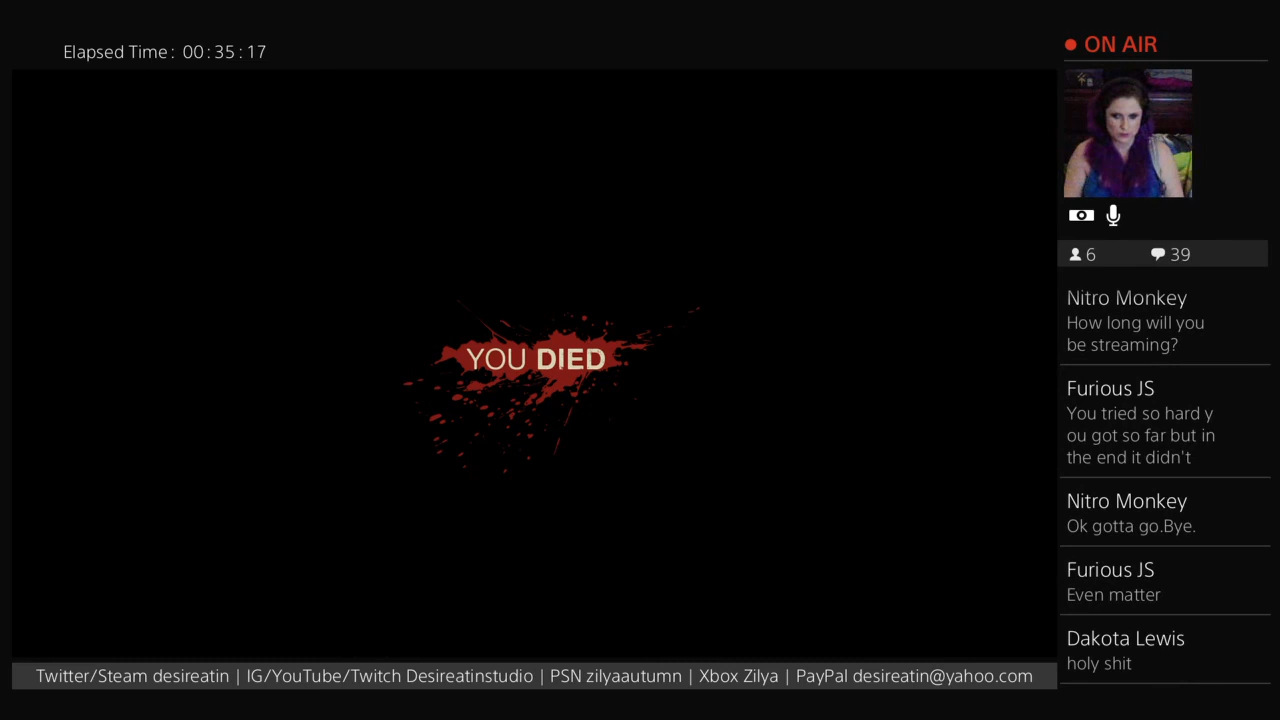 Elapsed Time: 00:35:17
ON AIR
6 39
YOU DIED
Nitro Monkey
How long will you
be streaming?
Furious JS
You tried so hard y
ou got so far but in
the end it didn't
Nitro Monkey
Ok gotta go.Bye.
Furious JS
Even matter
Dakota Lewis
holy shit
Twitter/Steam desireatin | IG/YouTube/Twitch Desireatinstudio | PSN zilyaautumn | Xbox Zilya | PayPal desireatin@yahoo.com